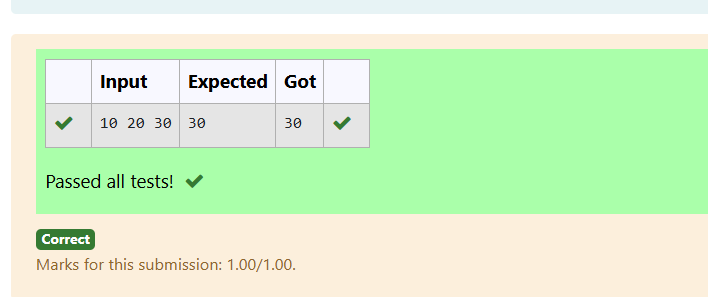 Input Expected Got
10 20 30 30 30
Passed all tests!
Correct
Marks for this submission: 1.00/1.00.